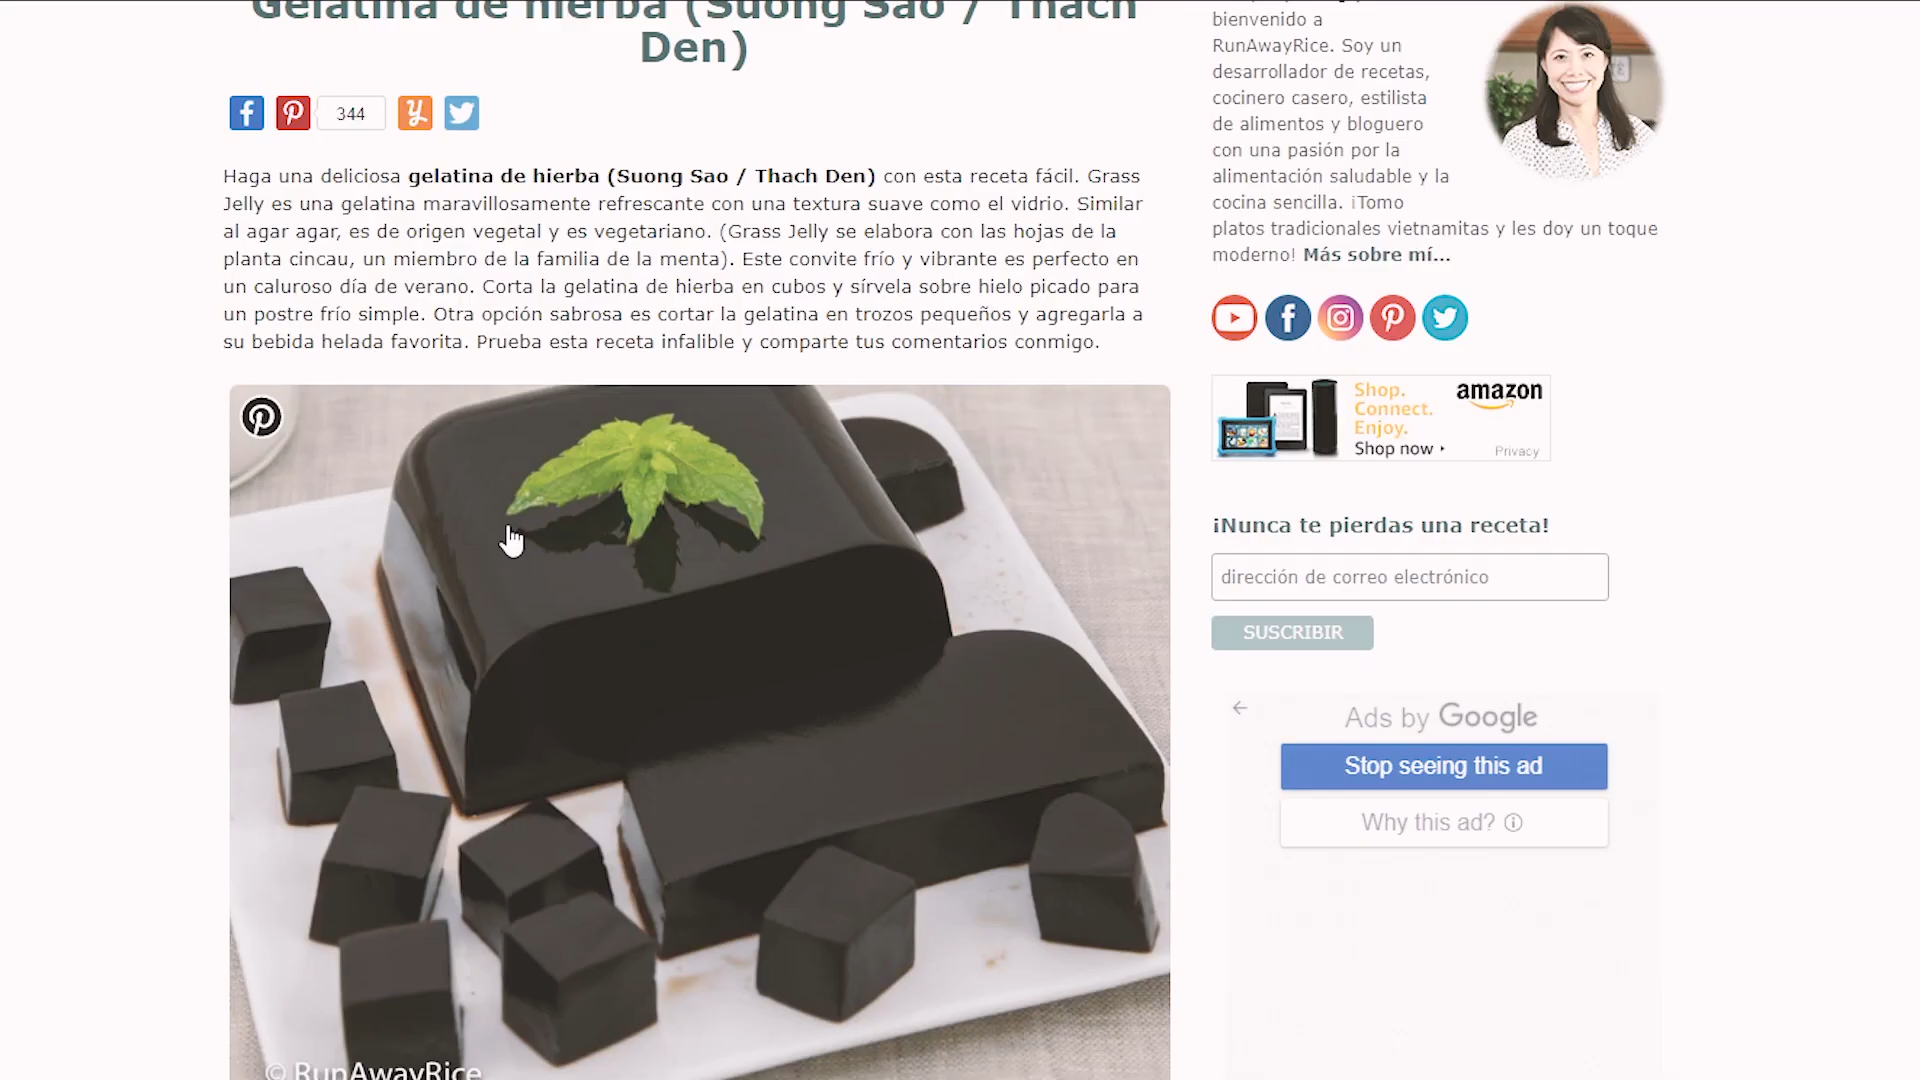 Gelatina de hierba (Suong Sao / Thach
Den)
344
Haga una deliciosa gelatina de hierba (Suong Sao / Thach Den) con esta receta fácil. Grass
Jelly es una gelatina maravillosamente refrescante con una textura suave como el vidrio. Similar
al agar agar, es de origen vegetal y es vegetariano. (Grass Jelly se elabora con las hojas de la
planta cincau, un miembro de la familia de la menta). Este convite frío y vibrante es perfecto en
un caluroso día de verano. Corta la gelatina de hierba en cubos y sírvela sobre hielo picado para
un postre frío simple. Otra opción sabrosa es cortar la gelatina en trozos pequeños y agregarla a
su bebida helada favorita. Prueba esta receta infalible y comparte tus comentarios conmigo.
© RunAwayRice
bienvenido a
RunAwayRice. Soy un
desarrollador de recetas,
cocinero casero, estilista
de alimentos y bloguero
con una pasión por la
alimentación saludable y la
cocina sencilla. ¡Tomo
platos tradicionales vietnamitas y les doy un toque
moderno! Más sobre mí...
Shop.
Connect.
Enjoy.
Shop now
amazon
Privacy
¡Nunca te pierdas una receta!
dirección de correo electrónico
SUSCRIBIR
Ads by Google
Stop seeing this ad
Why this ad?